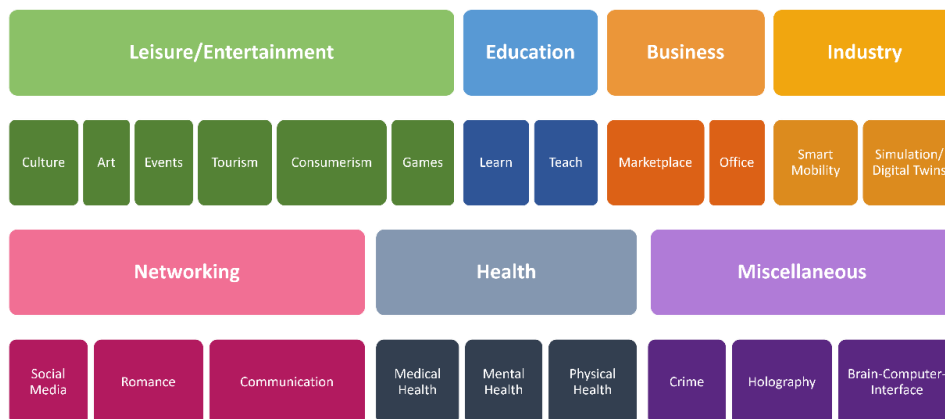 Leisure/Entertainment
Education
Business
Industry
Culture
Art
Events
Tourism
Consumerism
Games
Learn
Teach
Marketplace
Office
Smart
Mobility
Simulation/
Digital Twins
Networking
Health
Miscellaneous
Social
Media
Romance
Communication
Medical
Health
Mental
Health
Physical
Health
Crime
Holography
Brain-Computer-
Interface